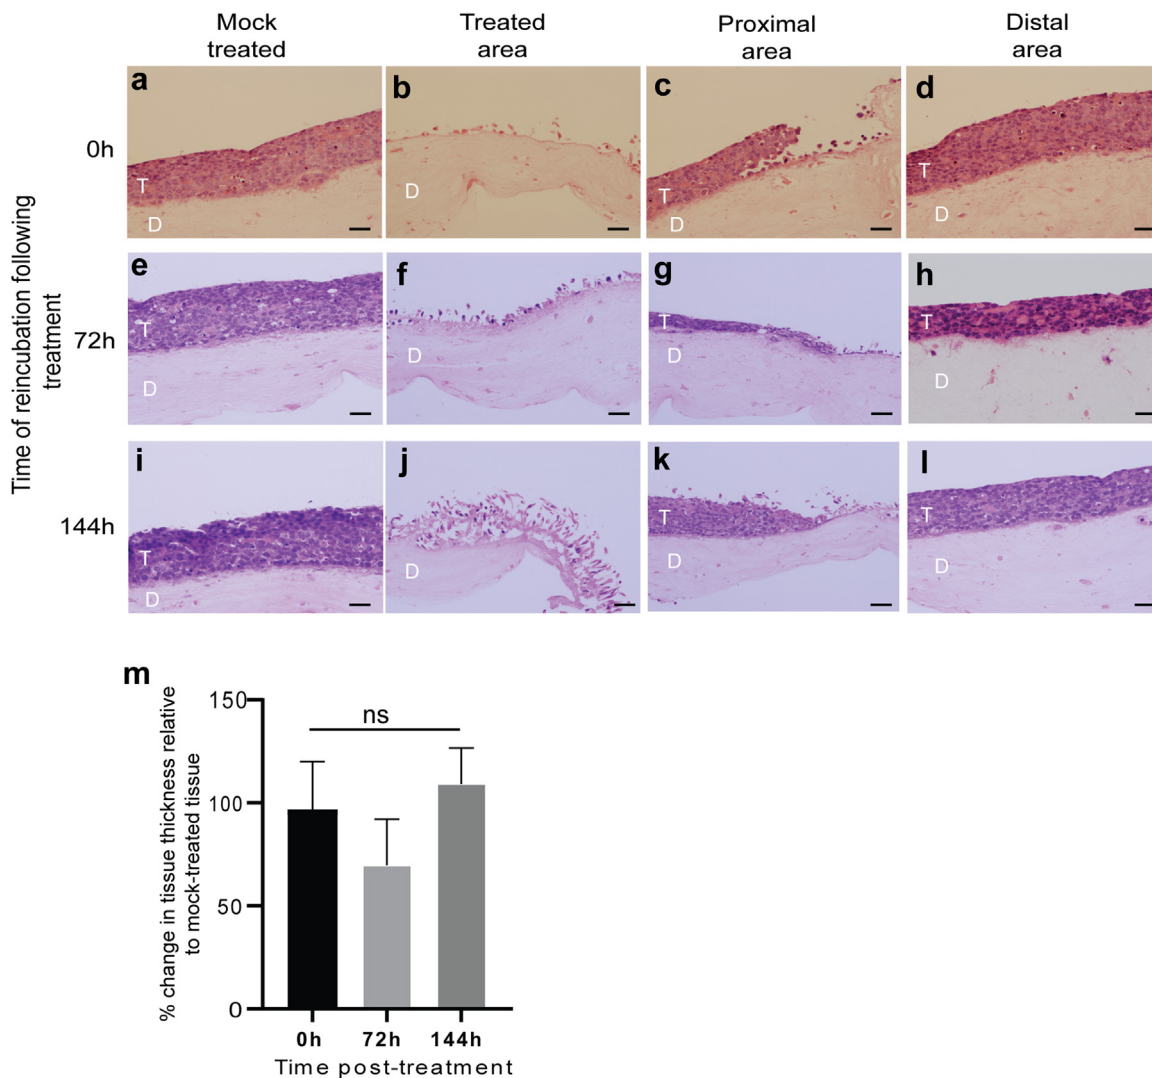 Mock
treated
Treated
area
Proximal
area
Distal
area
Time of reincubation following
treatment
0h
a
T
D
b
D
c
T
D
d
T
D
72h
e
T
D
f
D
g
T
D
h
T
D
144h
i
T
D
j
D
k
T
D
l
T
D
m
% change in tissue thickness relative
to mock-treated tissue
150
100
50
0
ns
0h 72h 144h
Time post-treatment